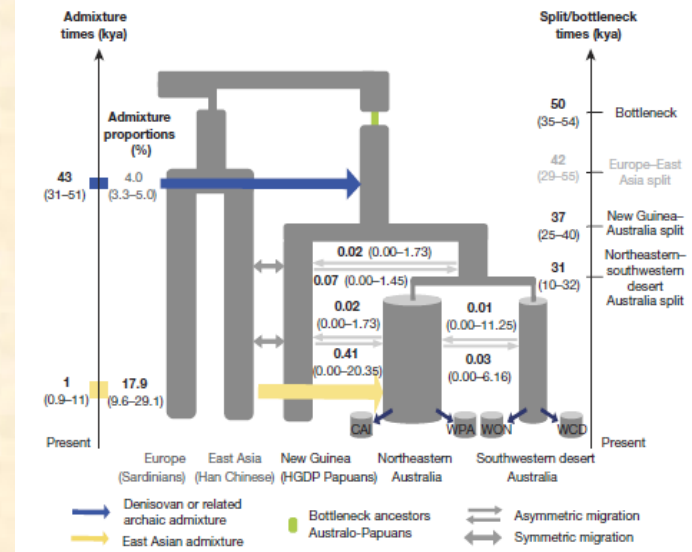 Admixture
times (kya)
Split/bottleneck
times (kya)
Admixture
proportions
(%)
50
(35–54)
Bottleneck
43
(31–51)
4.0
(3.3–5.0)
42
(29–55)
Europe–East
Asia split
37
(25–40)
New Guinea–
Australia split
0.02 (0.00–1.73)
0.07 (0.00–1.45)
31
(10–32)
Northeastern–
southwestern
desert
Australia split
0.02
(0.00–1.73)
0.01
(0.00–11.25)
0.41
(0.00–20.35)
0.03
(0.00–6.16)
1
(0.9–11)
17.9
(9.6–29.1)
CAI
WPA
WON
WCD
Present
Present
Europe
(Sardinians)
East Asia
(Han Chinese)
New Guinea
(HGDP Papuans)
Northeastern
Australia
Southwestern desert
Australia
Denisovan or related
archaic admixture
East Asian admixture
Bottleneck ancestors
Australo-Papuans
Asymmetric migration
Symmetric migration